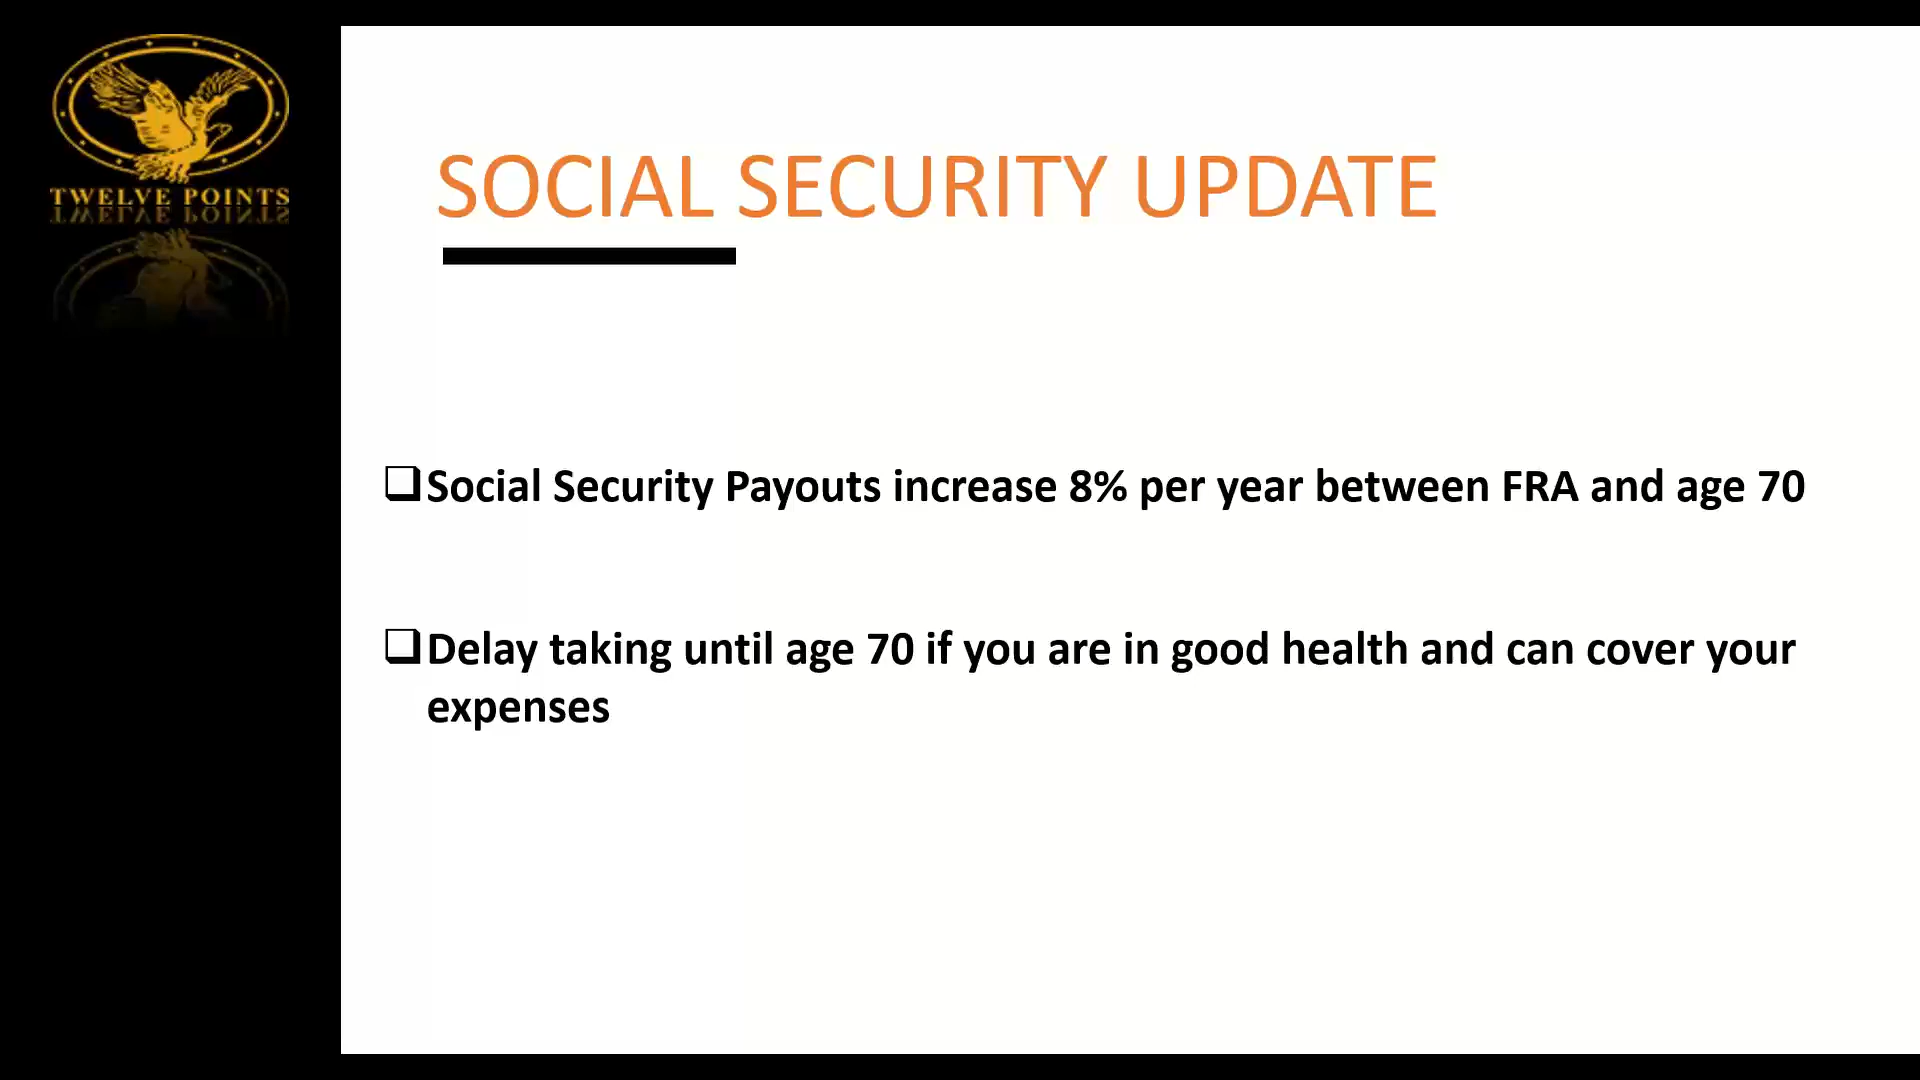 TWELVE POINTS
SOCIAL SECURITY UPDATE
Social Security Payouts increase 8% per year between FRA and age 70
Delay taking until age 70 if you are in good health and can cover your
expenses